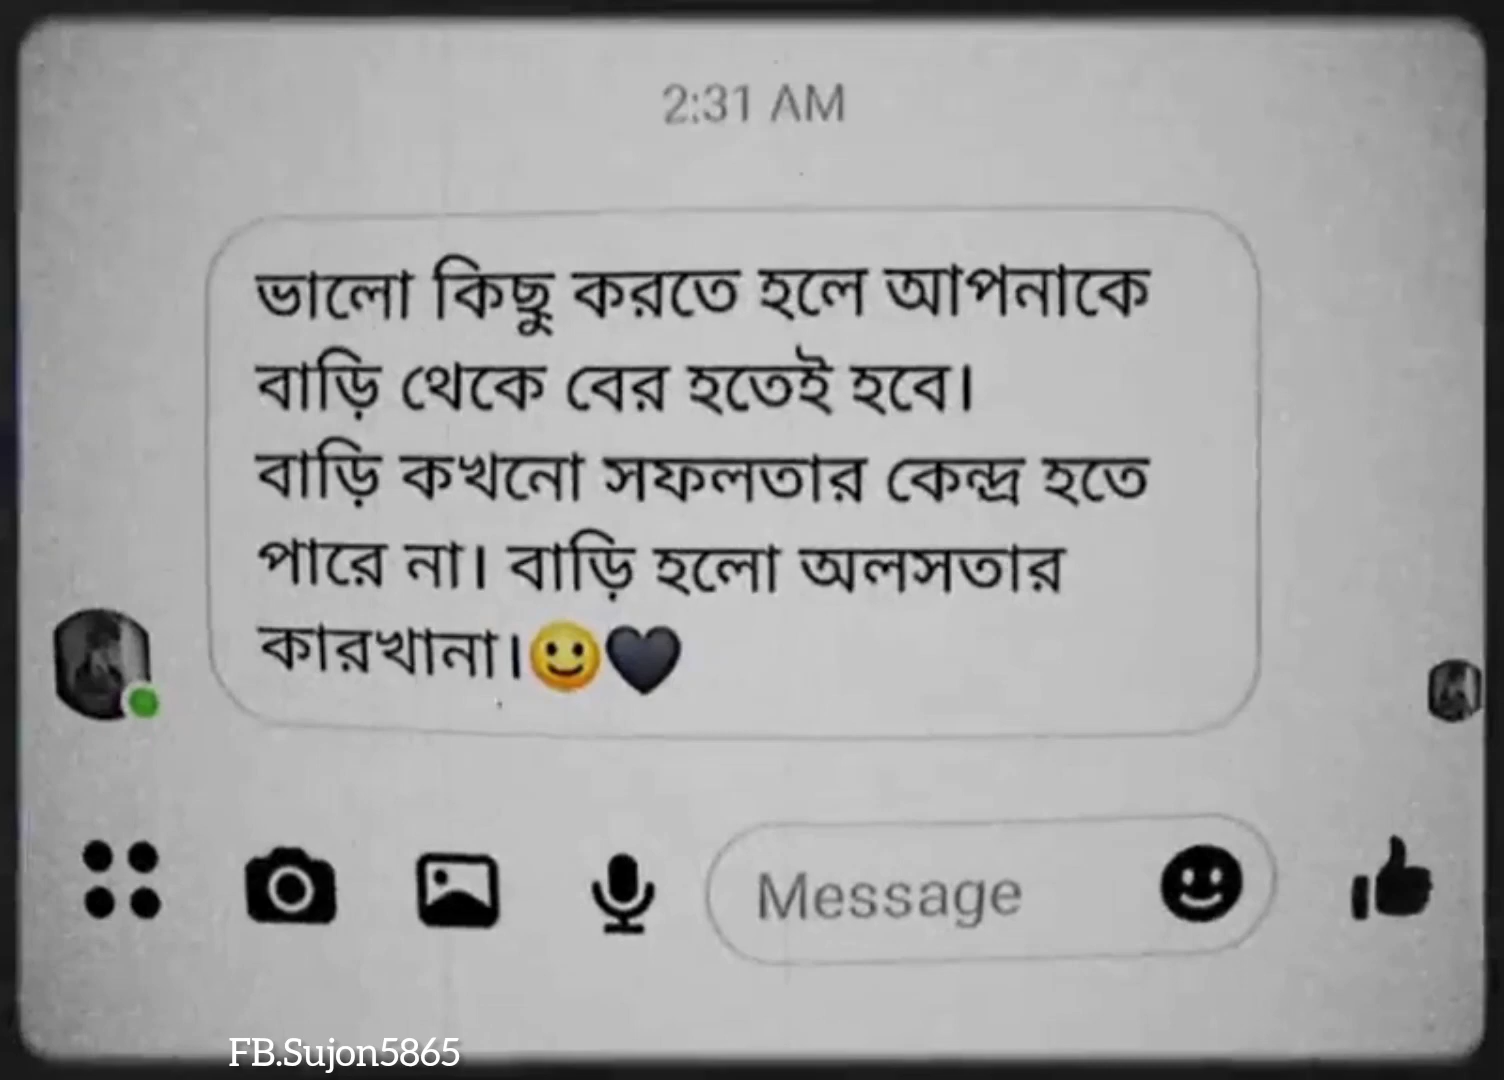 2:31 AM
ভালো কিছু করতে হলে আপনাকে
বাড়ি থেকে বের হতেই হবে।
বাড়ি কখনো সফলতার কেন্দ্র হতে
পারে না। বাড়ি হলো অলসতার
কারখানা।🙂🖤
Message
FB.Sujon5865